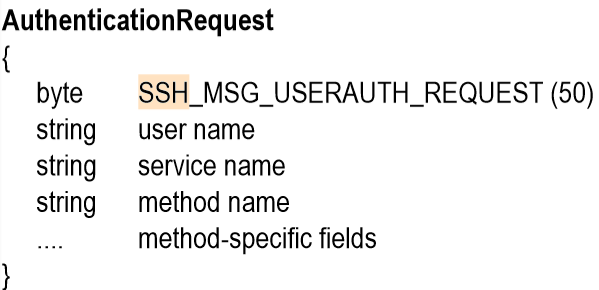 AuthenticationRequest
{
byte SSH_MSG_USERAUTH_REQUEST (50)
string user name
string service name
string method name
.... method-specific fields
}